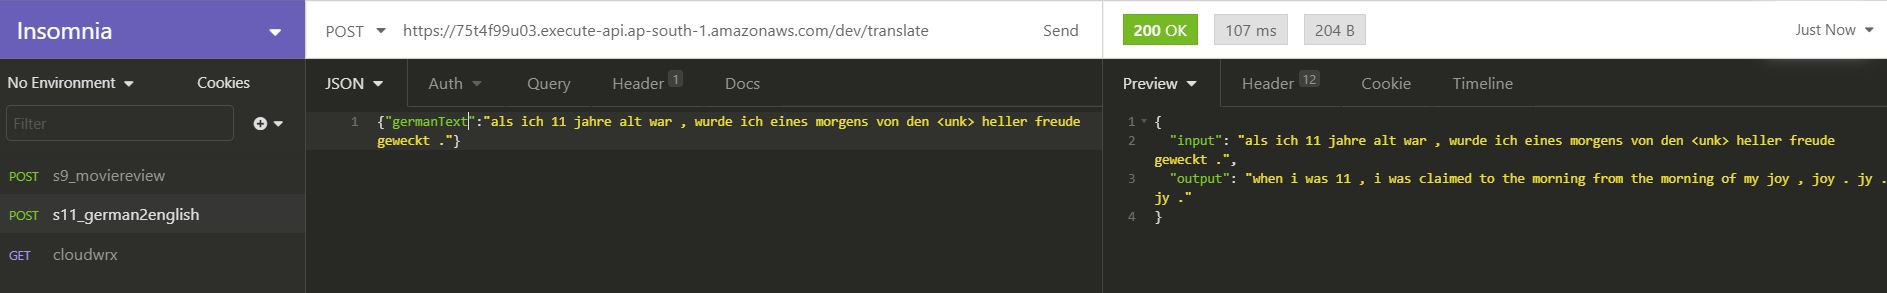 Insomnia
POST https://75t4f99u03.execute-api.ap-south-1.amazonaws.com/dev/translate Send
200 OK 107 ms 204 B Just Now
No Environment Cookies
JSON Auth Query Header 1 Docs
Preview Header 12 Cookie Timeline
Filter
POST s9_moviereview
POST s11_german2english
GET cloudwrx
1 {"germanText":"als ich 11 jahre alt war , wurde ich eines morgens von den <unk> heller freude
geweckt ."}
1 {
2 "input": "als ich 11 jahre alt war , wurde ich eines morgens von den <unk> heller freude
geweckt .",
3 "output": "when i was 11 , i was claimed to the morning from the morning of my joy , joy . jy .
jy ."
4 }